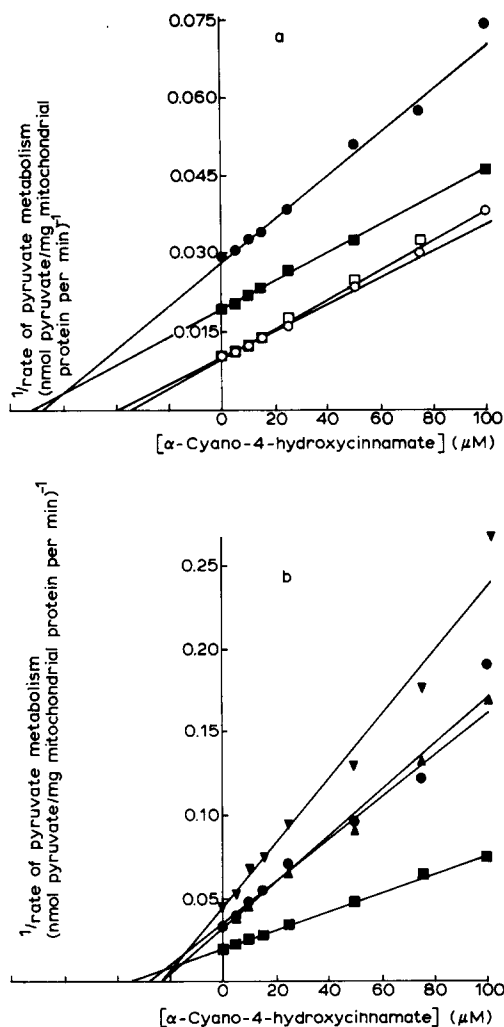 a
0.075
0.060
0.045
0.030
0.015
1/rate of pyruvate metabolism
(nmol pyruvate/mg mitochondrial
protein per min)-1
0 20 40 60 80 100
[α-Cyano-4-hydroxycinnamate] (μM)
b
0.25
0.20
0.15
0.10
0.05
1/rate of pyruvate metabolism
(nmol pyruvate/mg mitochondrial protein per min)-1
0 20 40 60 80 100
[α-Cyano-4-hydroxycinnamate] (μM)